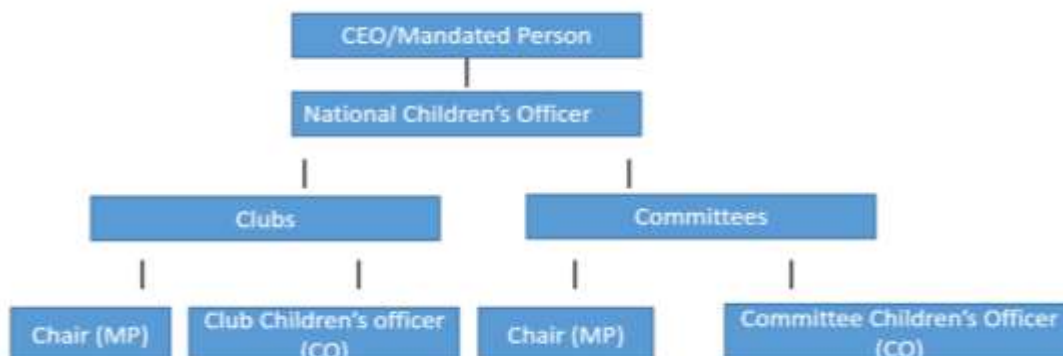 CEO/Mandated Person
National Children's Officer
Clubs
Committees
Chair (MP)
Club Children's officer
(CO)
Chair (MP)
Committee Children's Officer
(CO)